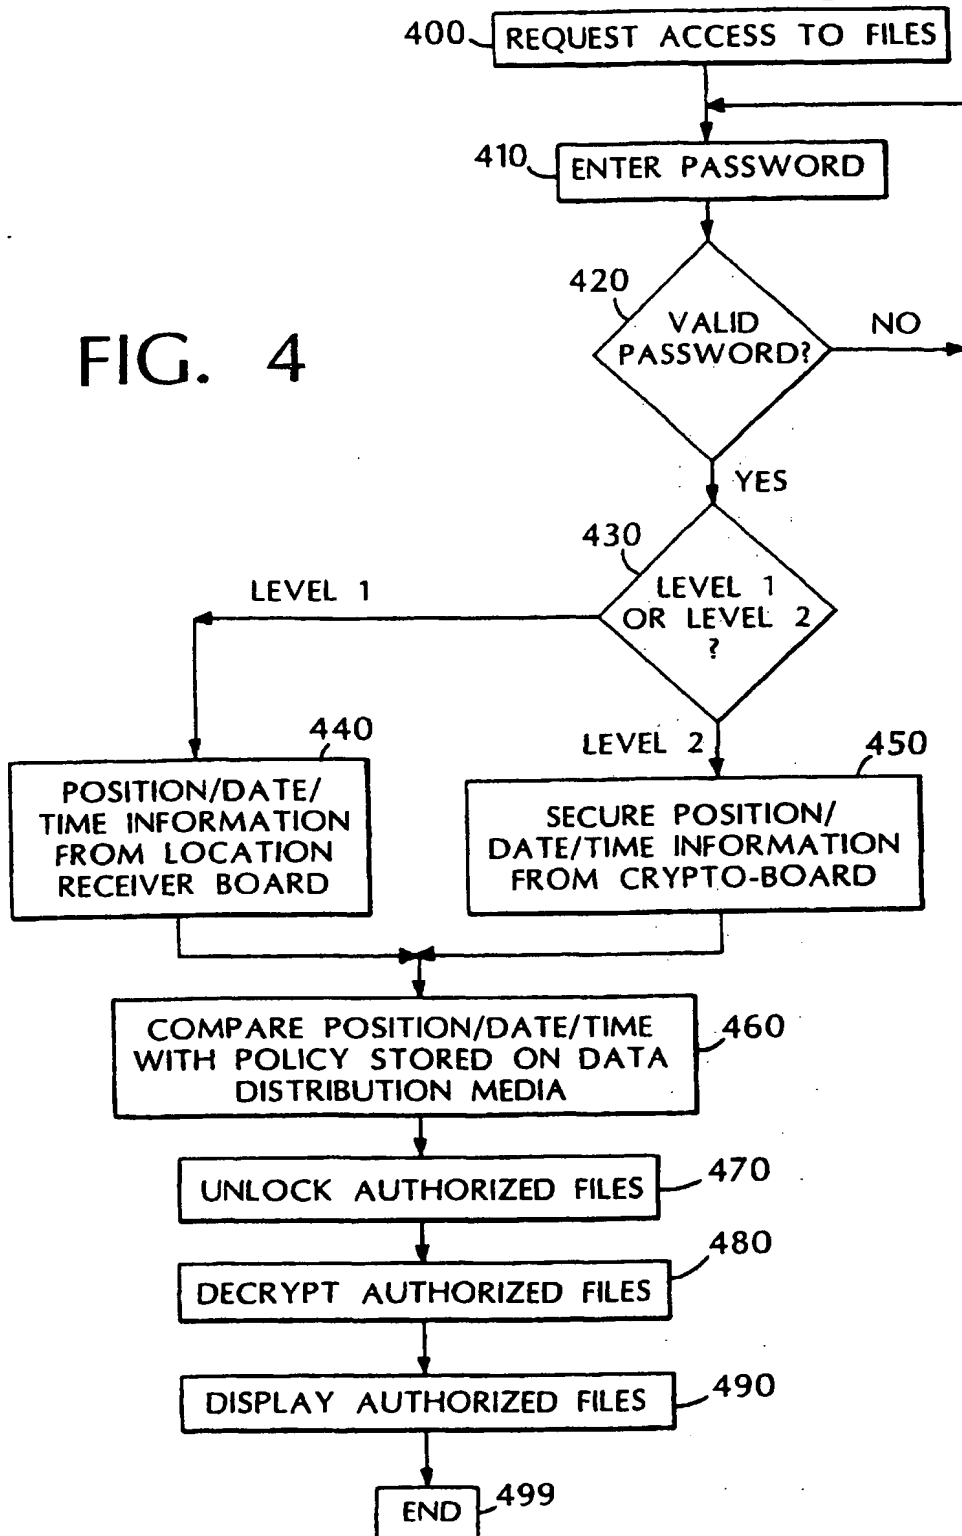 400
REQUEST ACCESS TO FILES
410
ENTER PASSWORD
420
VALID
PASSWORD?
NO
FIG. 4
YES
430
LEVEL 1
OR LEVEL 2
?
LEVEL 1
LEVEL 2
440
POSITION/DATE/
TIME INFORMATION
FROM LOCATION
RECEIVER BOARD
450
SECURE POSITION/
DATE/TIME INFORMATION
FROM CRYPTO-BOARD
COMPARE POSITION/DATE/TIME
WITH POLICY STORED ON DATA
DISTRIBUTION MEDIA
460
UNLOCK AUTHORIZED FILES
470
DECRYPT AUTHORIZED FILES
480
DISPLAY AUTHORIZED FILES
490
END
499